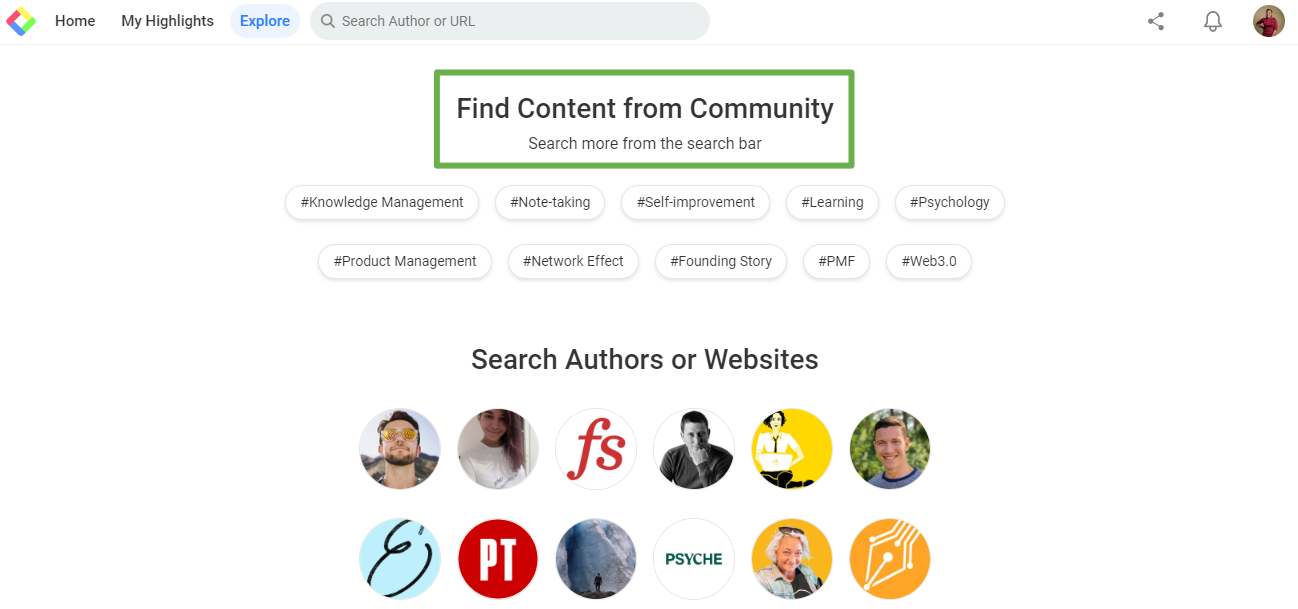 Home My Highlights Explore Search Author or URL
Find Content from Community
Search more from the search bar
#Knowledge Management #Note-taking #Self-improvement #Learning #Psychology
#Product Management #Network Effect #Founding Story #PMF #Web3.0
Search Authors or Websites
fs
PT
PSYCHE